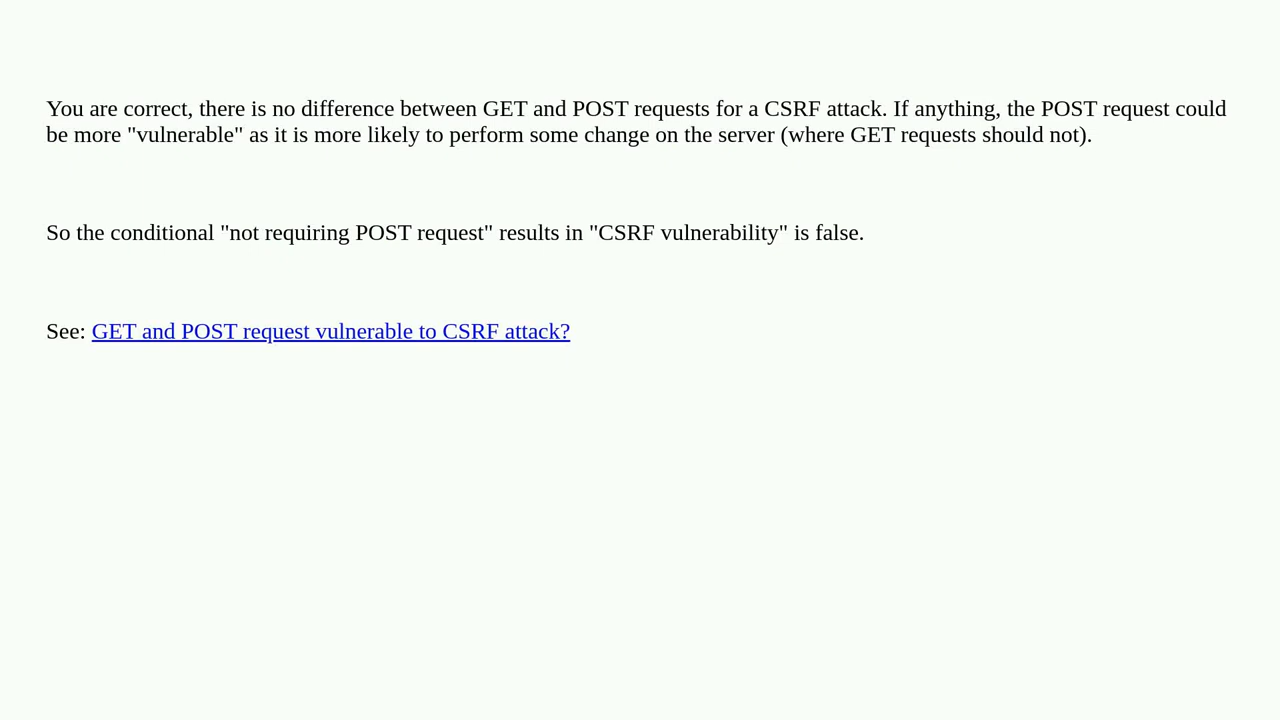 You are correct, there is no difference between GET and POST requests for a CSRF attack. If anything, the POST request could
be more "vulnerable" as it is more likely to perform some change on the server (where GET requests should not).
So the conditional "not requiring POST request" results in "CSRF vulnerability" is false.
See: GET and POST request vulnerable to CSRF attack?